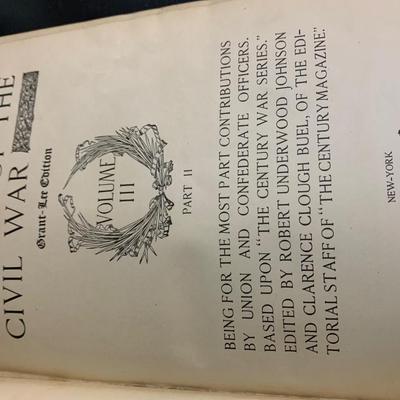 OF THE
CIVIL WAR
Grant-Lee Edition
VOLUME
III
PART II
BEING FOR THE MOST PART CONTRIBUTIONS
BY UNION AND CONFEDERATE OFFICERS.
BASED UPON "THE CENTURY WAR SERIES."
EDITED BY ROBERT UNDERWOOD JOHNSON
AND CLARENCE CLOUGH BUEL, OF THE EDI-
TORIAL STAFF OF "THE CENTURY MAGAZINE."
NEW-YORK